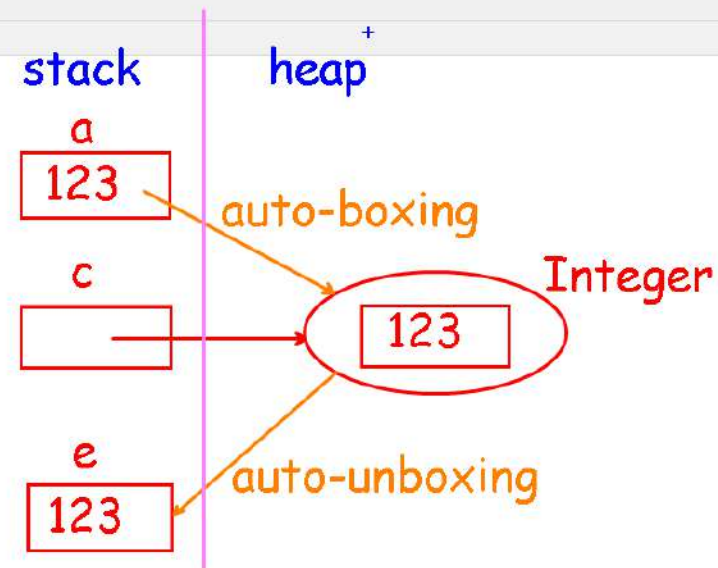 stack heap
a
123
auto-boxing
c
Integer
123
e
auto-unboxing
123